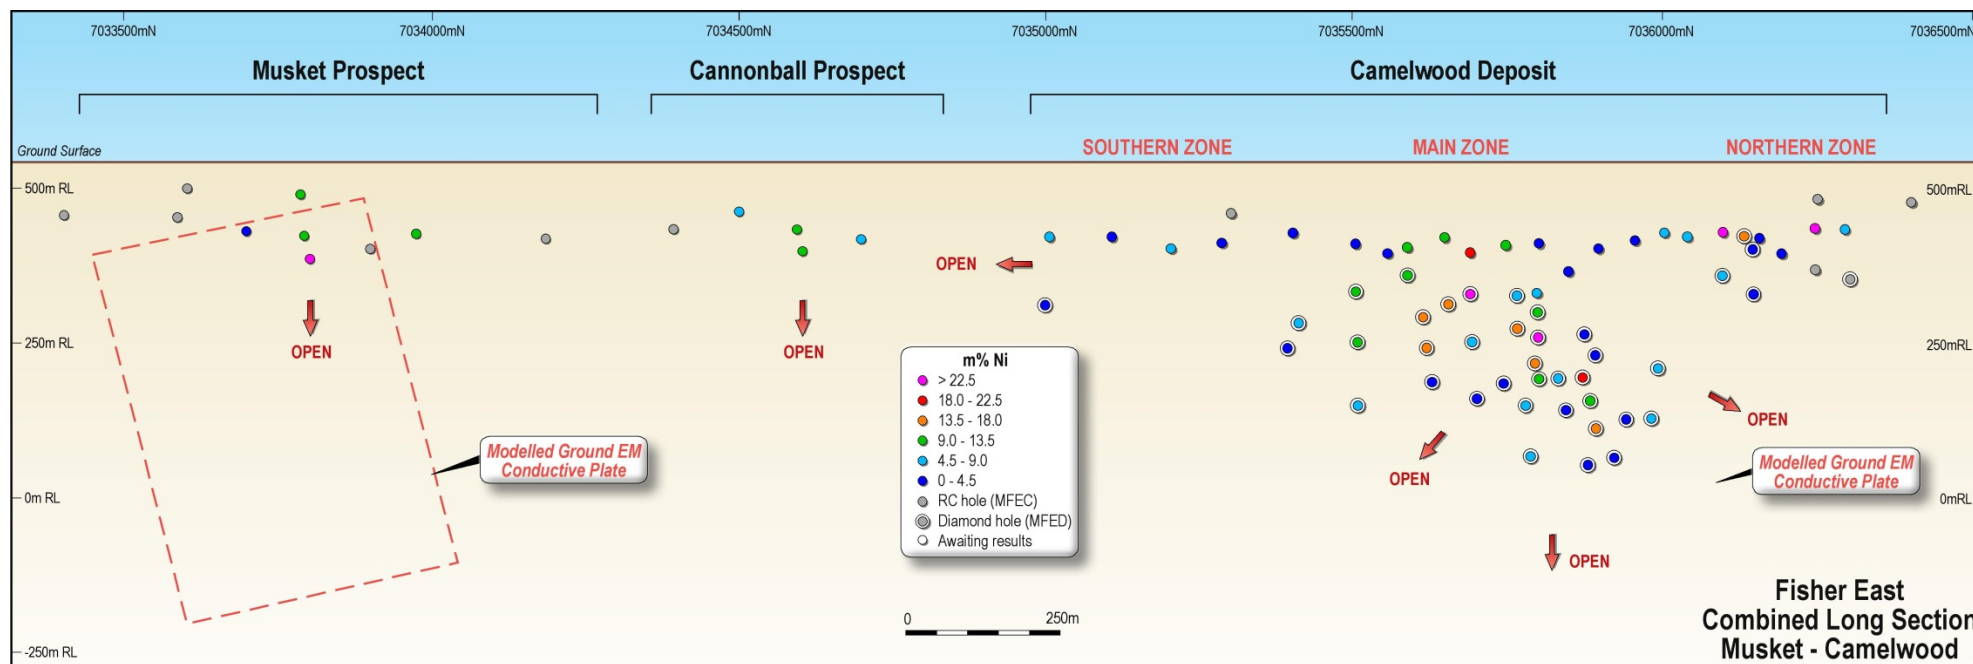 7033500mN 7034000mN 7034500mN 7035000mN 7035500mN 7036000mN 7036500mN
Musket Prospect Cannonball Prospect Camelwood Deposit
SOUTHERN ZONE MAIN ZONE NORTHERN ZONE
Ground Surface
500m RL 500mRL
OPEN
250m RL 250mRL
OPEN OPEN
m% Ni
> 22.5
18.0 - 22.5
13.5 - 18.0
9.0 - 13.5
4.5 - 9.0
0 - 4.5
RC hole (MFEC)
Diamond hole (MFED)
Awaiting results
OPEN
Modelled Ground EM
Conductive Plate
OPEN
Modelled Ground EM
Conductive Plate
0m RL 0mRL
OPEN
0 250m
-250m RL
Fisher East
Combined Long Section
Musket - Camelwood